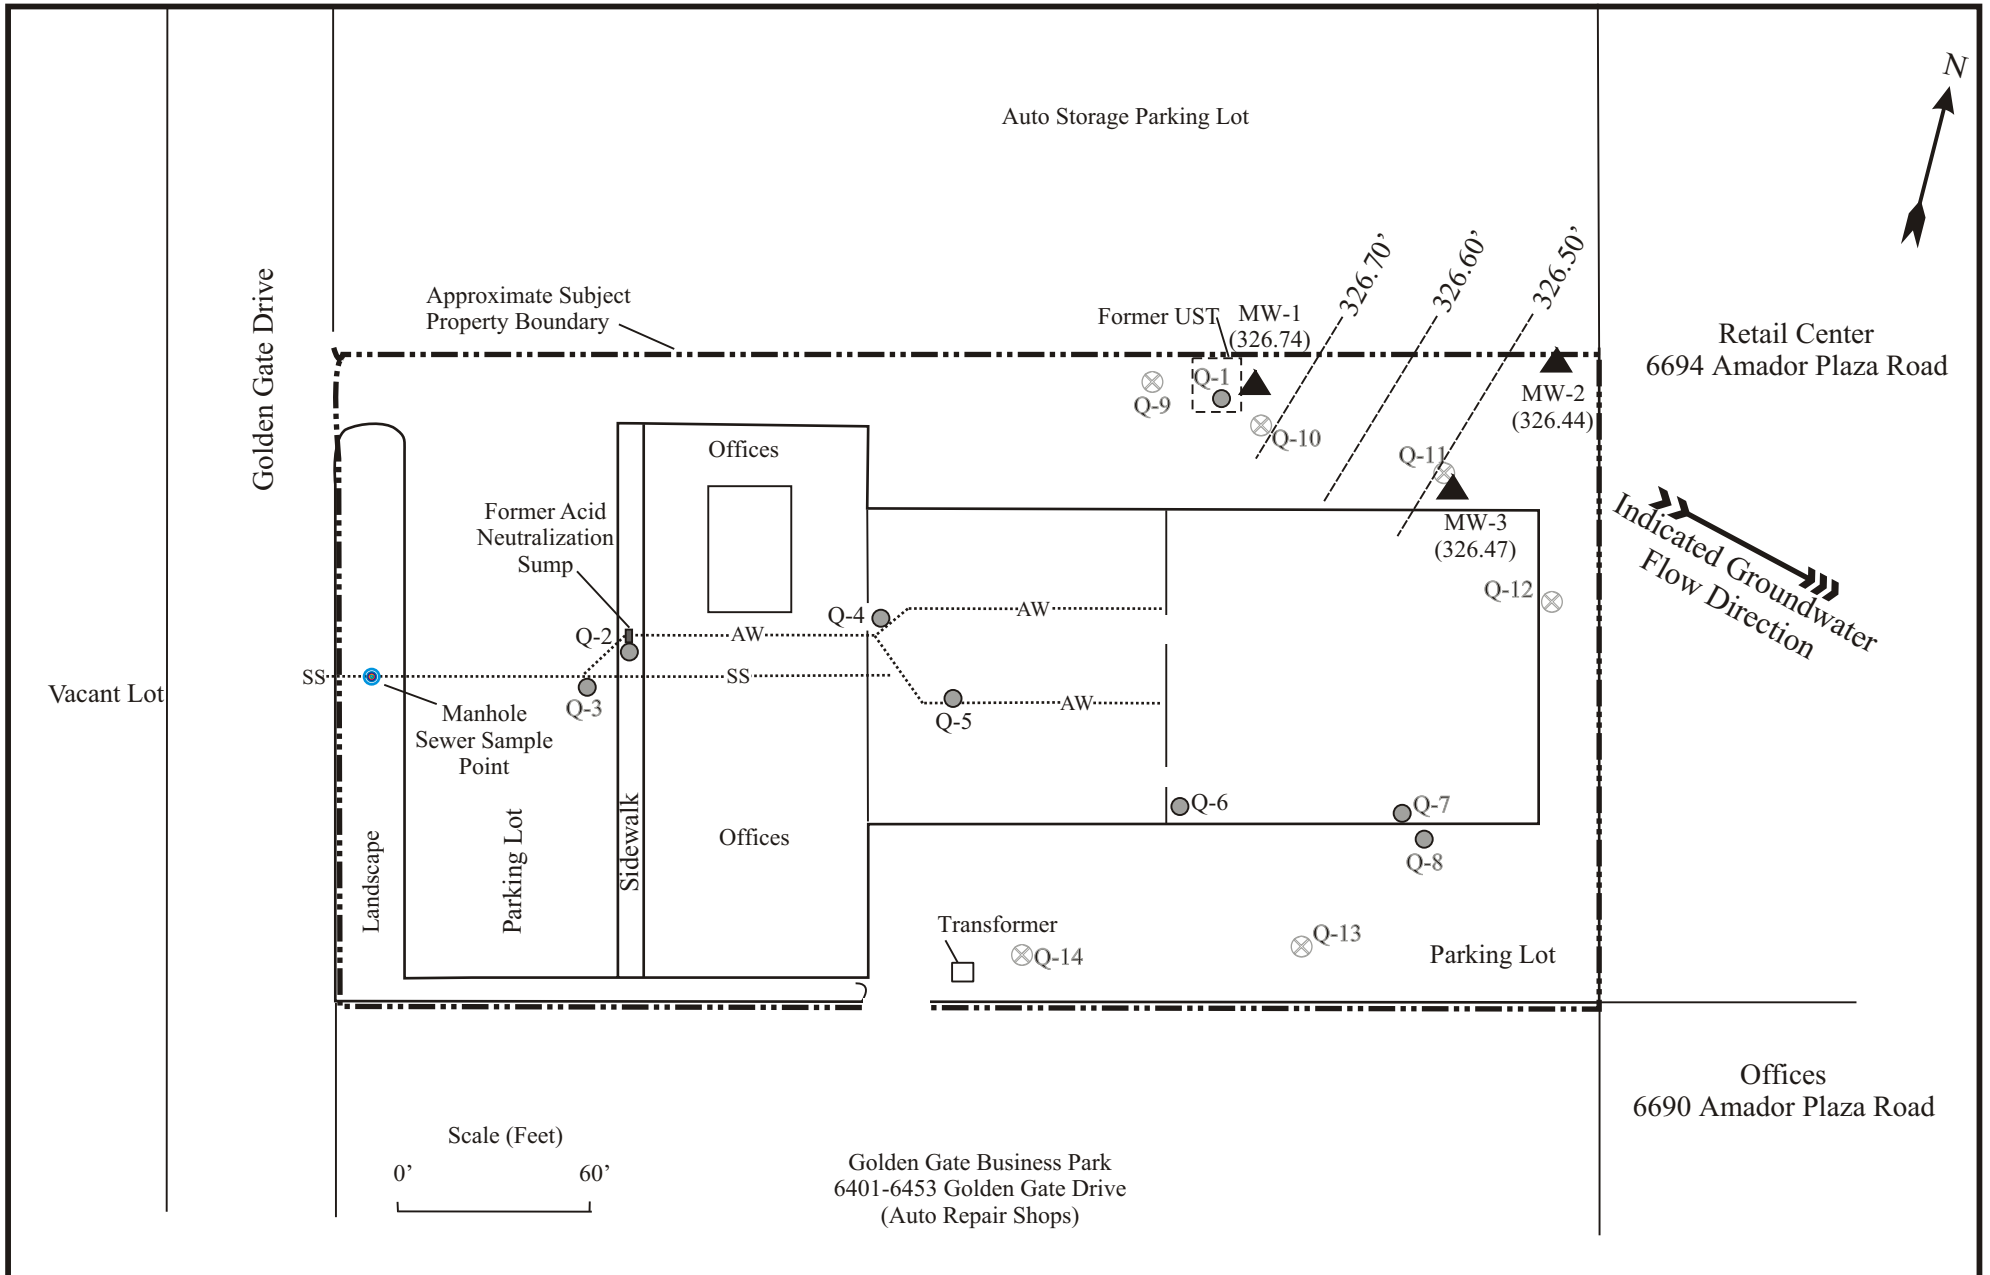 N
Auto Storage Parking Lot
Golden Gate Drive
Approximate Subject
Property Boundary
Former UST
MW-1
(326.74)
326.70’
326.60’
326.50’
Retail Center
6694 Amador Plaza Road
Q-9
Q-1
Q-10
Q-11
MW-2
(326.44)
MW-3
(326.47)
Q-12
Indicated Groundwater
Flow Direction
Offices
Former Acid
Neutralization
Sump
Q-2
AW
Q-4
AW
SS
SS
Q-3
Q-5
AW
Vacant Lot
Manhole
Sewer Sample
Point
Landscape
Parking Lot
Sidewalk
Offices
Q-6
Q-7
Q-8
Transformer
Q-14
Q-13
Parking Lot
Offices
6690 Amador Plaza Road
Scale (Feet)
0’ 60’
Golden Gate Business Park
6401-6453 Golden Gate Drive
(Auto Repair Shops)